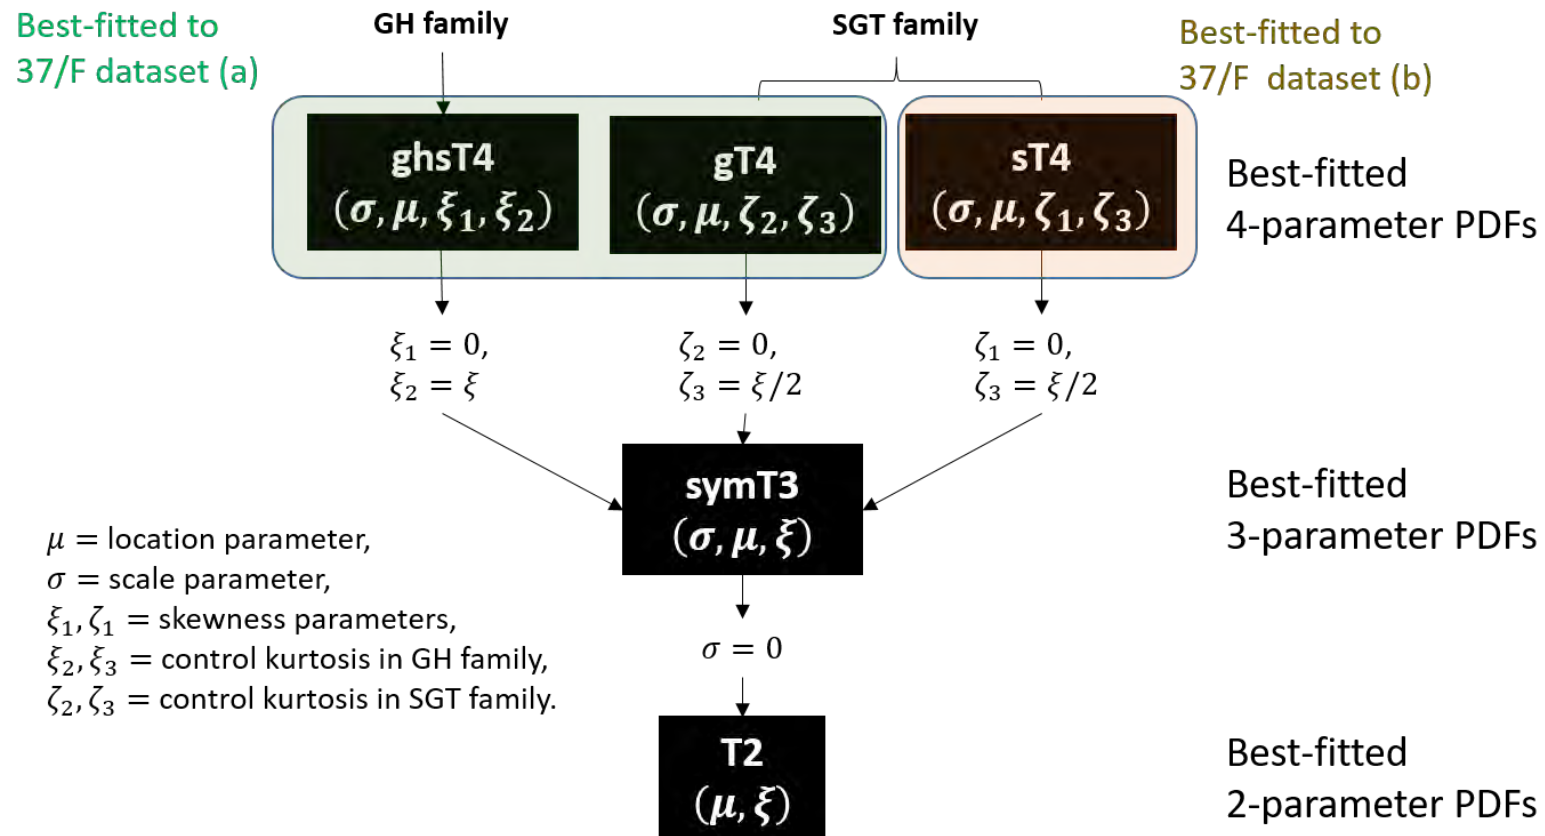 Best-fitted to
37/F dataset (a)
GH family
SGT family
Best-fitted to
37/F dataset (b)
ghsT4
(σ, μ, ξ₁, ξ₂)
gT4
(σ, μ, ζ₂, ζ₃)
sT4
(σ, μ, ζ₁, ζ₃)
Best-fitted
4-parameter PDFs
ξ₁ = 0,
ξ₂ = ξ
ζ₂ = 0,
ζ₃ = ξ/2
ζ₁ = 0,
ζ₃ = ξ/2
symT3
(σ, μ, ξ)
Best-fitted
3-parameter PDFs
μ = location parameter,
σ = scale parameter,
ξ₁, ζ₁ = skewness parameters,
ξ₂, ξ₃ = control kurtosis in GH family,
ζ₂, ζ₃ = control kurtosis in SGT family.
σ = 0
T2
(μ, ξ)
Best-fitted
2-parameter PDFs